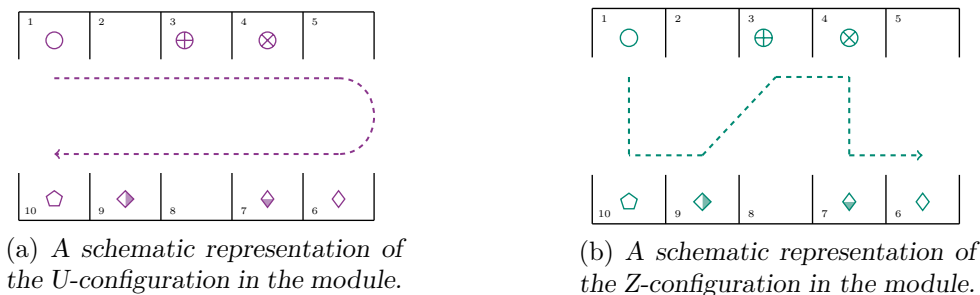 1 2 3 4 5
10 9 8 7 6
(a) A schematic representation of
the U-configuration in the module.
1 2 3 4 5
10 9 8 7 6
(b) A schematic representation of
the Z-configuration in the module.